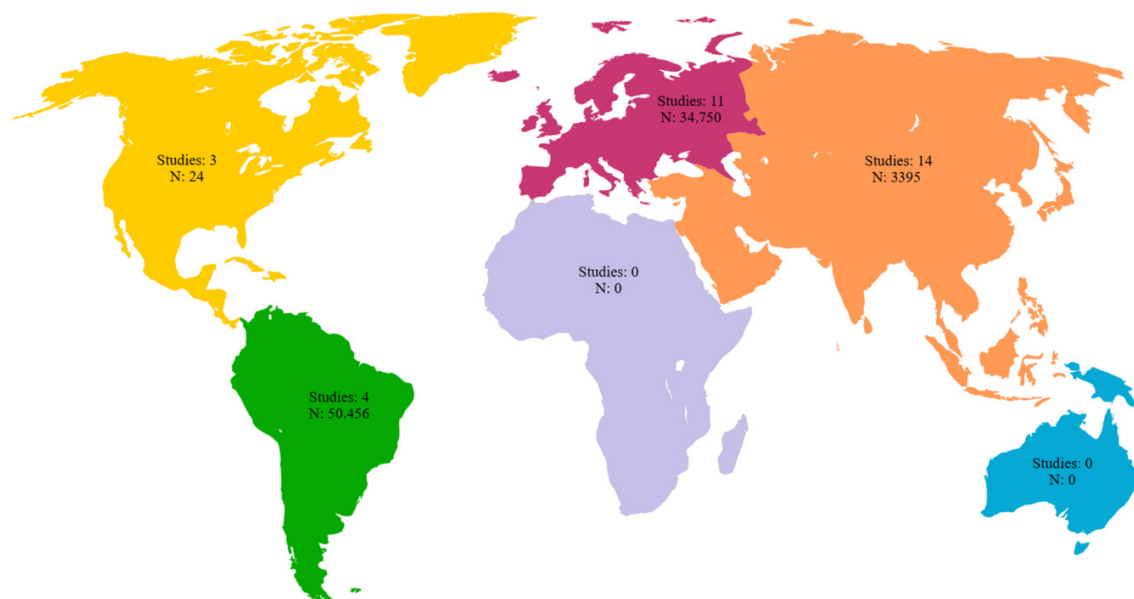 Studies: 11
N: 34,750
Studies: 3
N: 24
Studies: 14
N: 3395
Studies: 0
N: 0
Studies: 4
N: 50,456
Studies: 0
N: 0